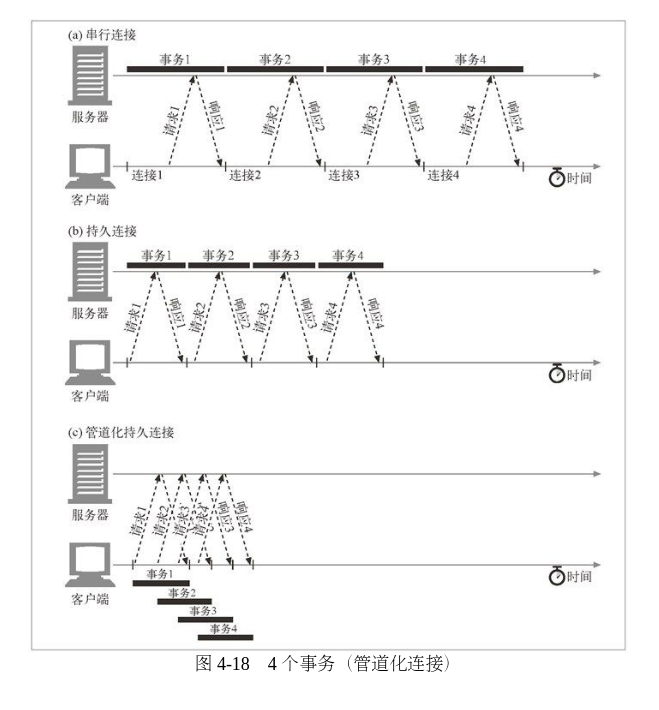 (a) 串行连接
事务1 事务2 事务3 事务4
服务器
请求1 响应1 请求2 响应2 请求3 响应3 请求4 响应4
连接1 连接2 连接3 连接4
客户端
时间
(b) 持久连接
事务1 事务2 事务3 事务4
服务器
请求1 响应1 请求2 响应2 请求3 响应3 请求4 响应4
客户端
时间
(c) 管道化持久连接
服务器
请求1 请求2 请求3 请求4 响应3 响应4
客户端
时间
事务1
事务2
事务3
事务4
图 4-18 4 个事务（管道化连接）